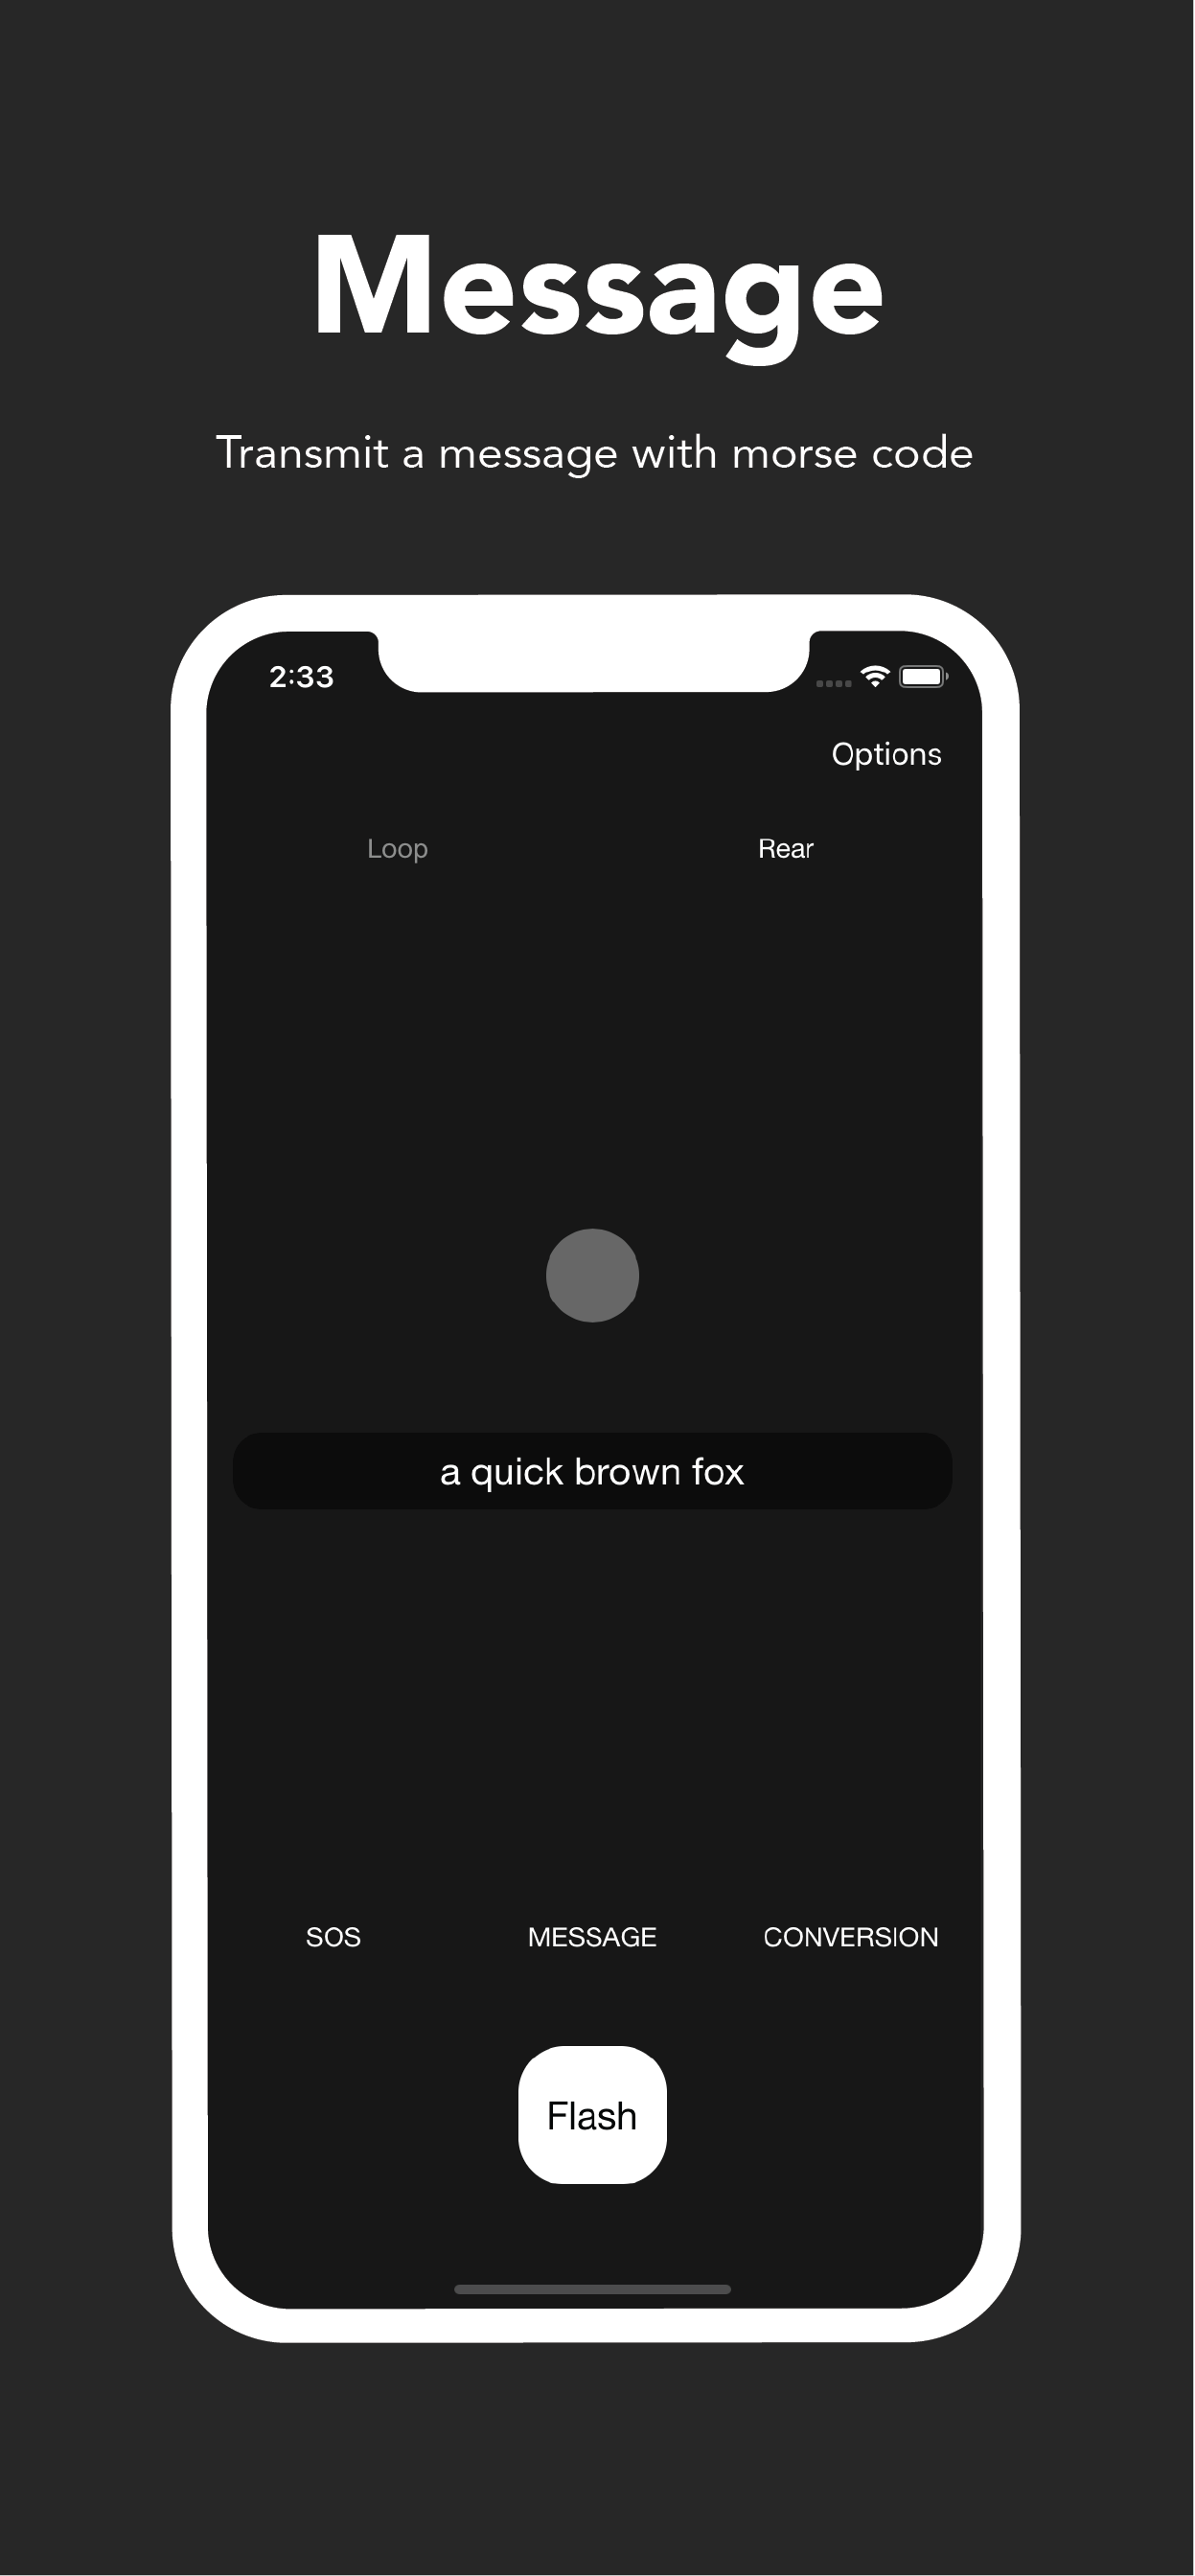 Message
Transmit a message with morse code
2:33
Options
Loop Rear
a quick brown fox
SOS MESSAGE CONVERSION
Flash